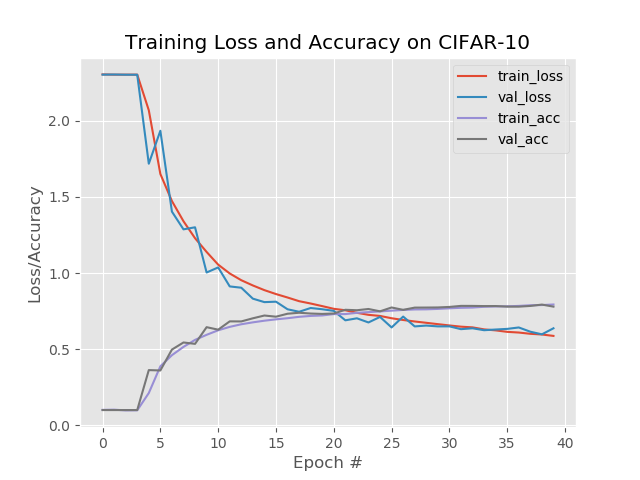 Training Loss and Accuracy on CIFAR-10
train_loss
val_loss
train_acc
val_acc
Loss/Accuracy
2.0
1.5
1.0
0.5
0.0
0 5 10 15 20 25 30 35 40
Epoch #